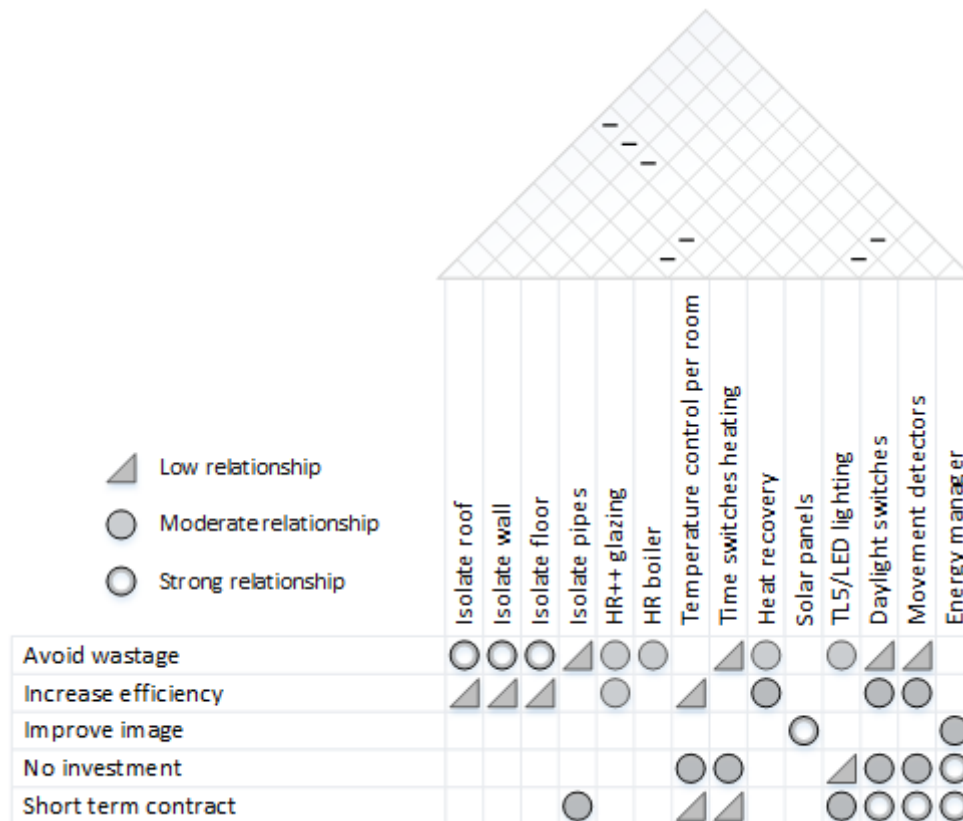 Low relationship
Moderate relationship
Strong relationship
Isolate roof
Isolate wall
Isolate floor
Isolate pipes
HR++ glazing
HR boiler
Temperature control per room
Time switches heating
Heat recovery
Solar panels
TL5/LED lighting
Daylight switches
Movement detectors
Energy manager
Avoid wastage
Increase efficiency
Improve image
No investment
Short term contract